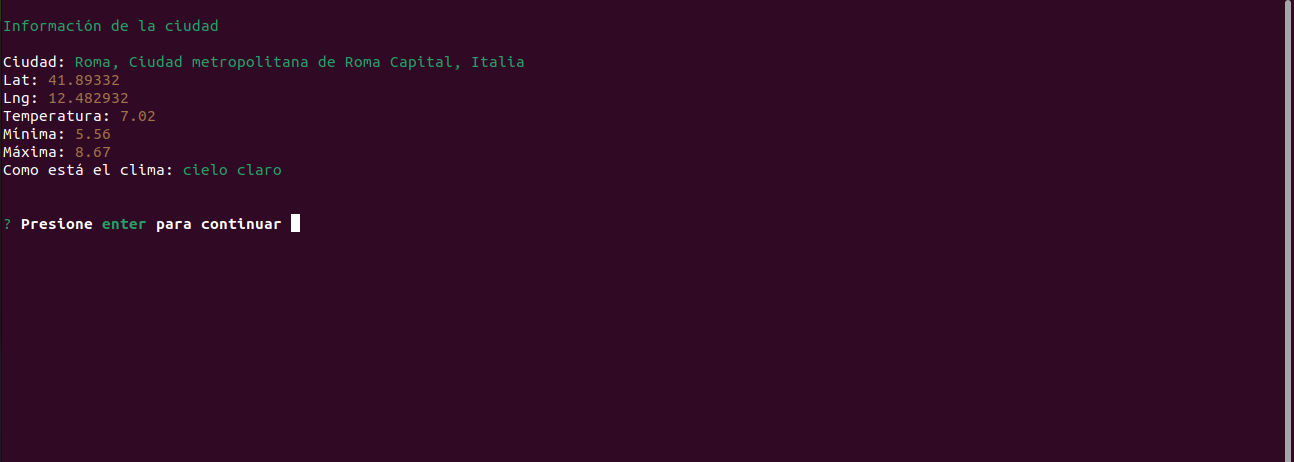 Información de la ciudad
Ciudad: Roma, Ciudad metropolitana de Roma Capital, Italia
Lat: 41.89332
Lng: 12.482932
Temperatura: 7.02
Mínima: 5.56
Máxima: 8.67
Como está el clima: cielo claro
? Presione enter para continuar